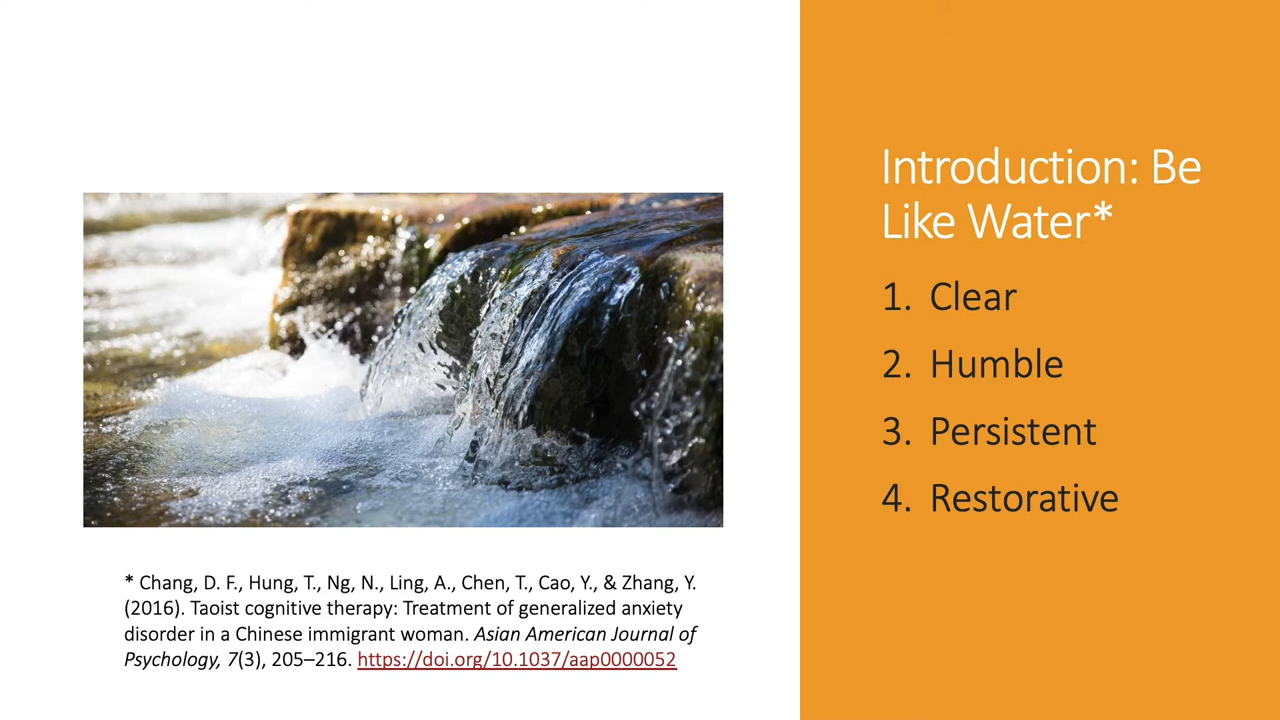 Introduction: Be
Like Water*
1. Clear
2. Humble
3. Persistent
4. Restorative
* Chang, D. F., Hung, T., Ng, N., Ling, A., Chen, T., Cao, Y., & Zhang, Y.
(2016). Taoist cognitive therapy: Treatment of generalized anxiety
disorder in a Chinese immigrant woman. Asian American Journal of
Psychology, 7(3), 205–216. https://doi.org/10.1037/aap0000052